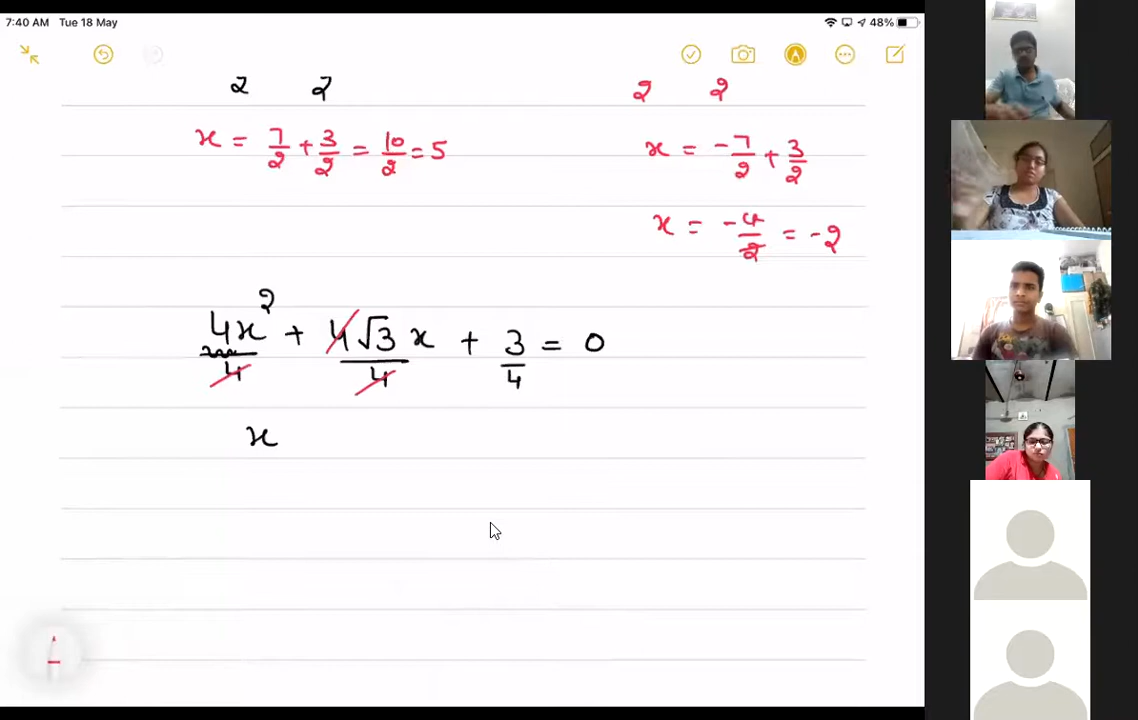 7:40 AM Tue 18 May 48%
2 2 2 2
x = 7/2 + 3/2 = 10/2 = 5
x = -7/2 + 3/2
x = -4/2 = -2
4x²/4 + 4√3x/4 + 3/4 = 0
x